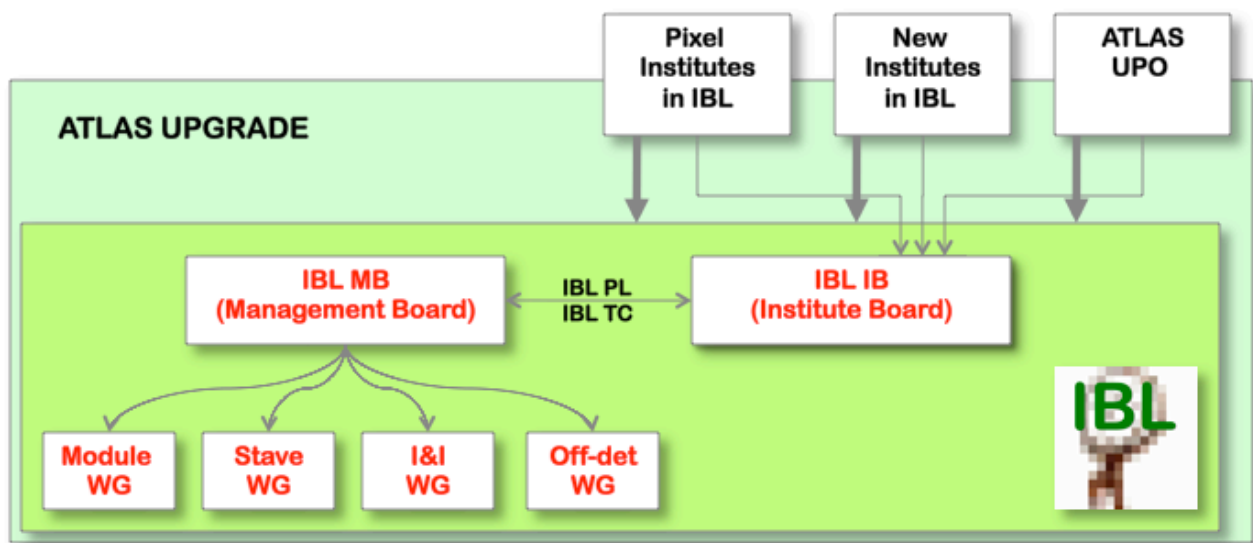 Pixel
Institutes
in IBL
New
Institutes
in IBL
ATLAS
UPO
ATLAS UPGRADE
IBL MB
(Management Board)
IBL PL
IBL TC
IBL IB
(Institute Board)
Module
WG
Stave
WG
I&I
WG
Off-det
WG
IBL